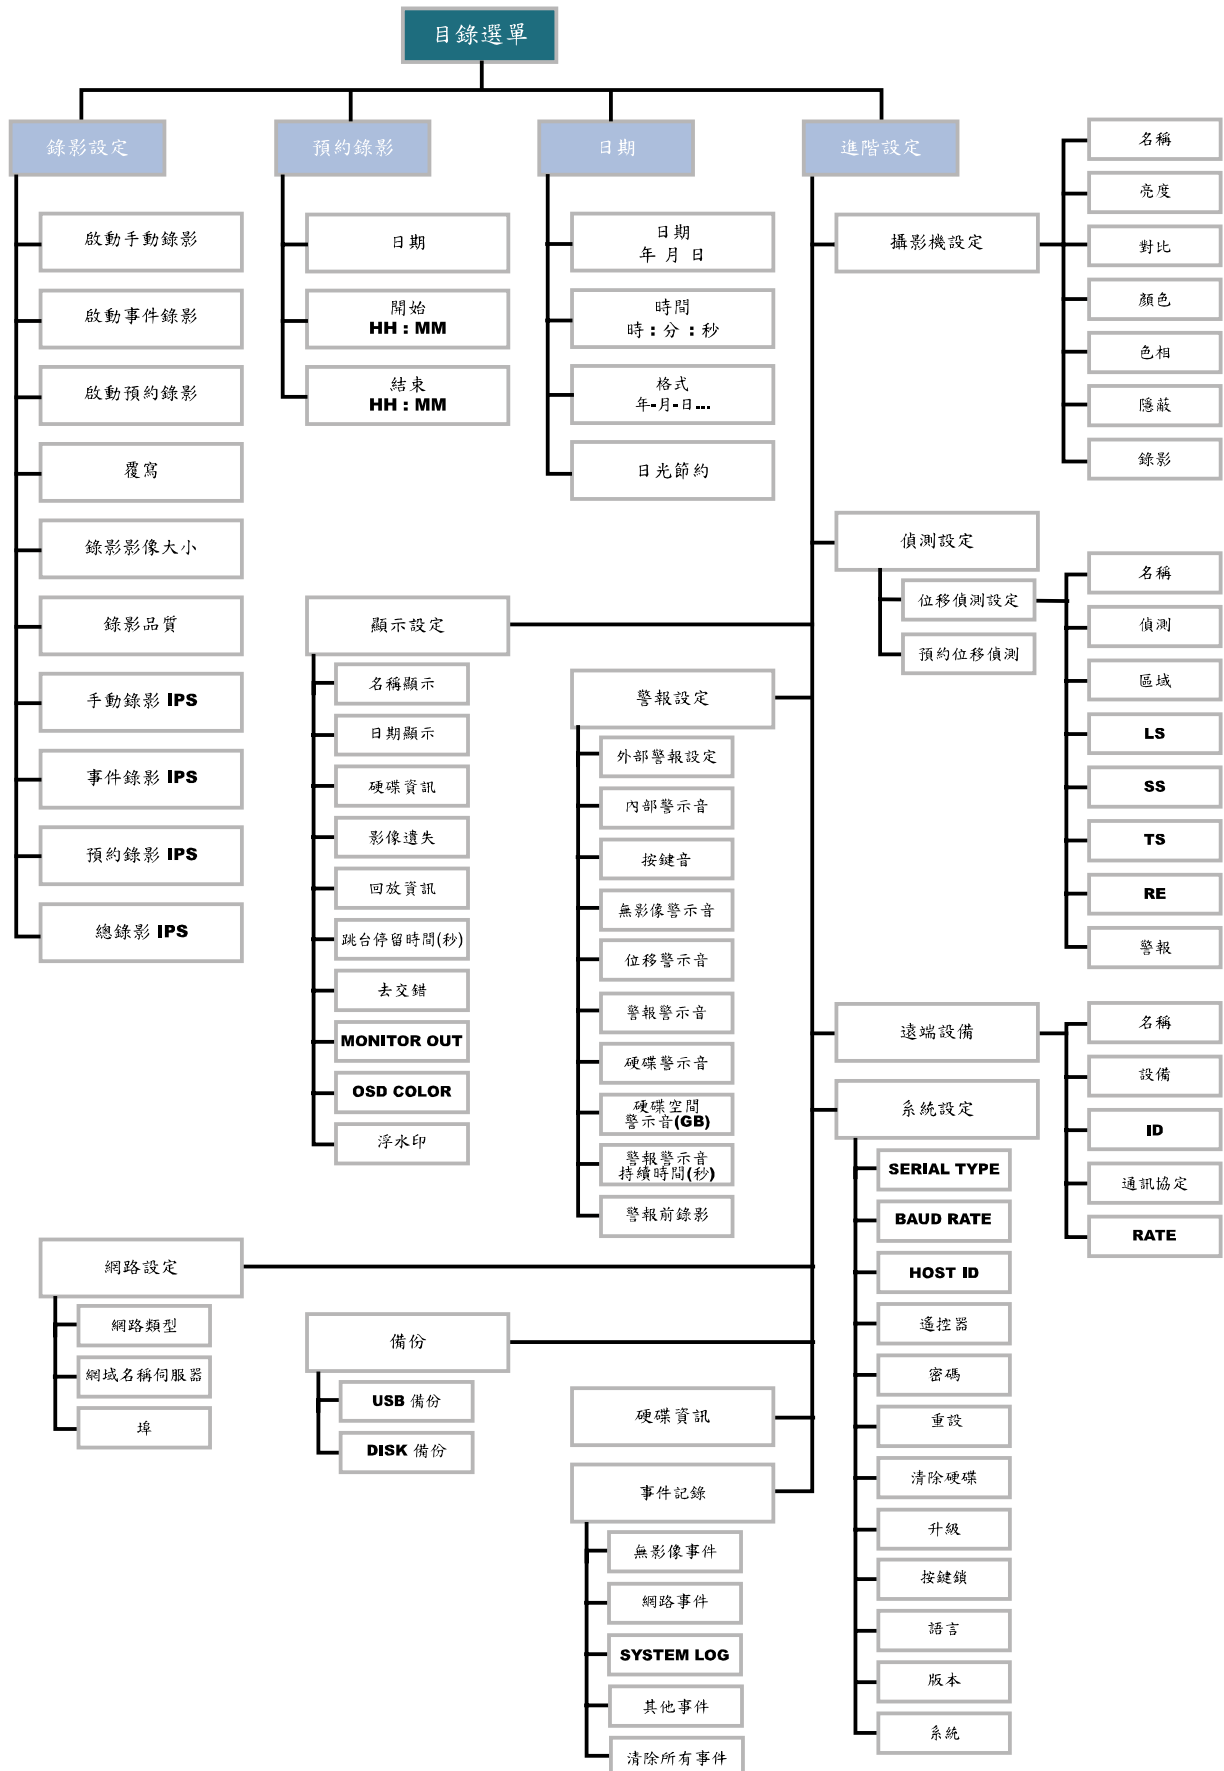 目錄選單
錄影設定
啟動手動錄影
啟動事件錄影
啟動預約錄影
覆寫
錄影影像大小
錄影品質
手動錄影 IPS
事件錄影 IPS
預約錄影 IPS
總錄影 IPS
預約錄影
日期
開始
HH : MM
結束
HH : MM
日期
日期
年 月 日
時間
時 : 分 : 秒
格式
年-月-日...
日光節約
進階設定
攝影機設定
名稱
亮度
對比
顏色
色相
隱蔽
錄影
偵測設定
位移偵測設定
預約位移偵測
名稱
偵測
區域
LS
SS
TS
RE
警報
顯示設定
名稱顯示
日期顯示
硬碟資訊
影像遺失
回放資訊
跳台停留時間(秒)
去交錯
MONITOR OUT
OSD COLOR
浮水印
警報設定
外部警報設定
內部警示音
按鍵音
無影像警示音
位移警示音
警報警示音
硬碟警示音
硬碟空間
警示音(GB)
警報警示音
持續時間(秒)
警報前錄影
遠端設備
名稱
設備
ID
通訊協定
RATE
系統設定
SERIAL TYPE
BAUD RATE
HOST ID
遙控器
密碼
重設
清除硬碟
升級
按鍵鎖
語言
版本
系統
網路設定
網路類型
網域名稱伺服器
埠
備份
USB 備份
DISK 備份
硬碟資訊
事件記錄
無影像事件
網路事件
SYSTEM LOG
其他事件
清除所有事件